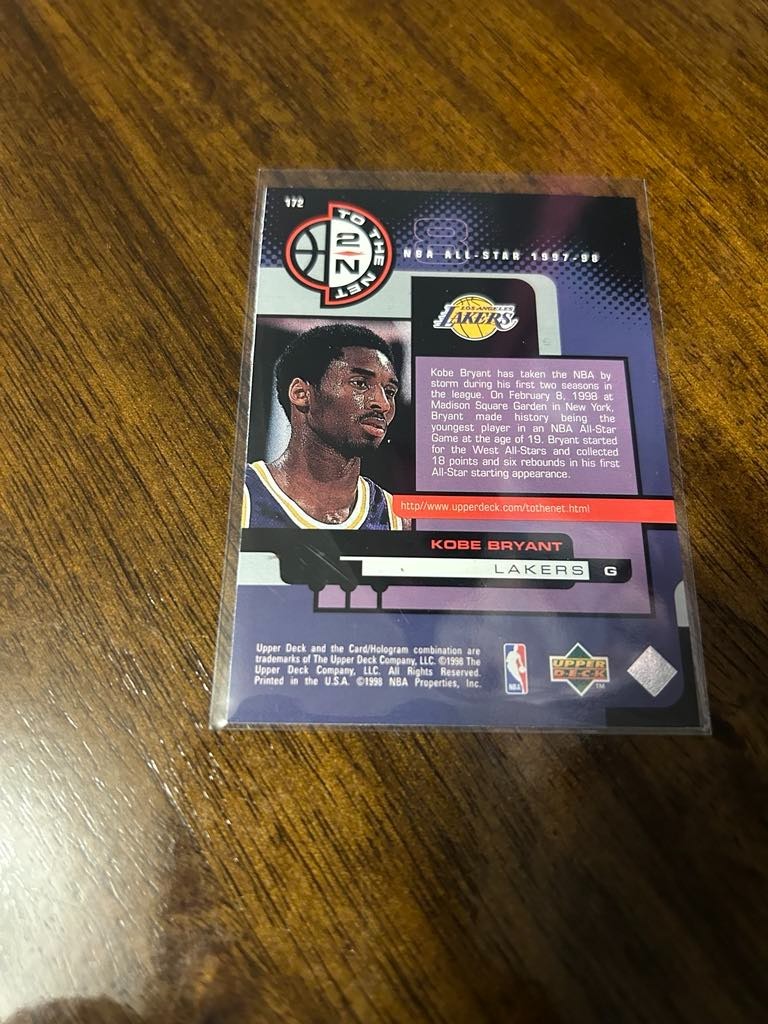 172
TO THE NET
2
N
8
NBA ALL-STAR 1997-98
LOS ANGELES
LAKERS
Kobe Bryant has taken the NBA by
storm during his first two seasons in
the league. On February 8, 1998 at
Madison Square Garden in New York,
Bryant made history being the
youngest player in an NBA All-Star
Game at the age of 19. Bryant started
for the West All-Stars and collected
18 points and six rebounds in his first
All-Star starting appearance.
http//www.upperdeck.com/tothenet.html
KOBE BRYANT
LAKERS G
Upper Deck and the Card/Hologram combination are
trademarks of The Upper Deck Company, LLC. ©1998 The
Upper Deck Company, LLC. All Rights Reserved.
Printed in the U.S.A. ©1998 NBA Properties, Inc.
NBA
UPPER
DECK
TM